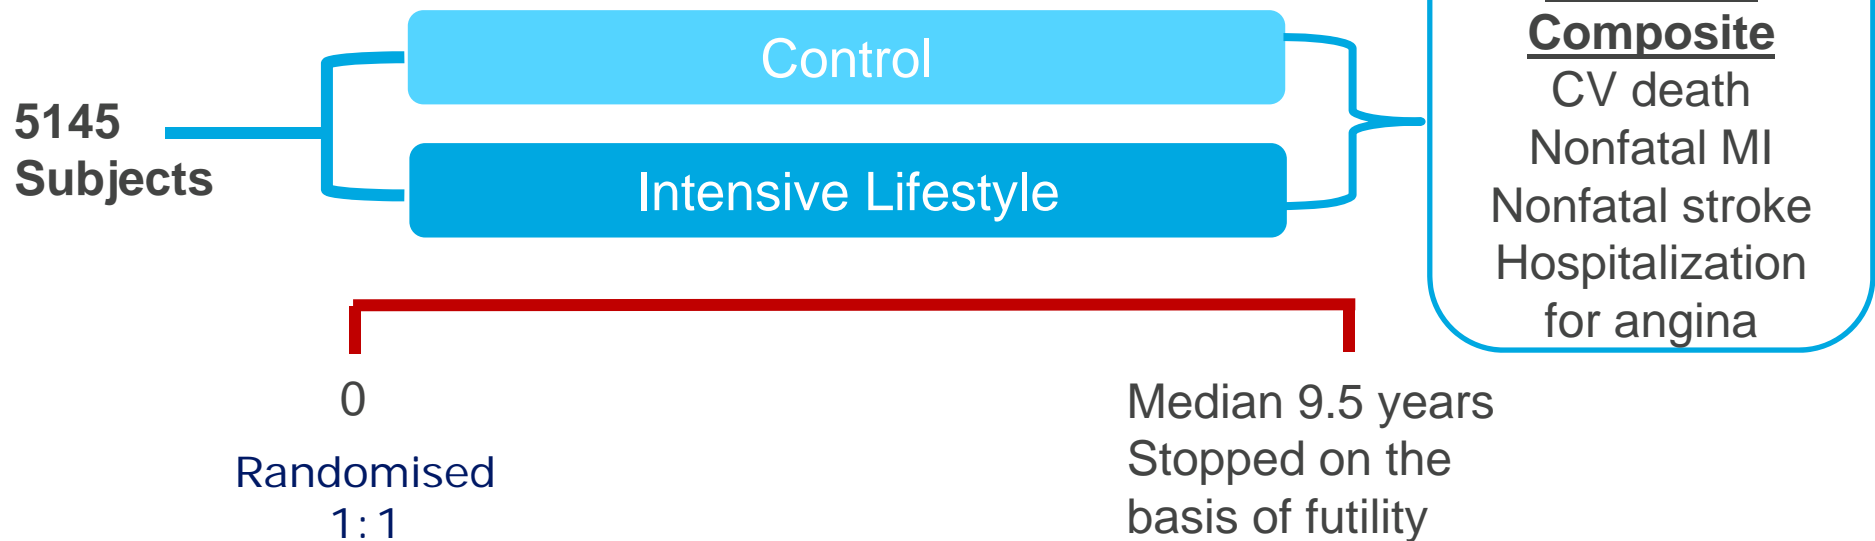 Control
5145
Subjects
Intensive Lifestyle
Composite
CV death
Nonfatal MI
Nonfatal stroke
Hospitalization
for angina
0
Randomised
1:1
Median 9.5 years
Stopped on the
basis of futility